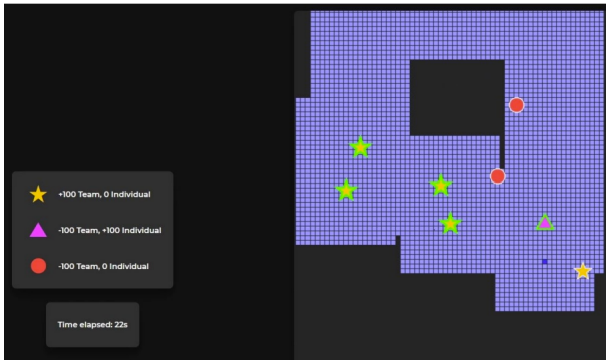 +100 Team, 0 Individual
-100 Team, +100 Individual
-100 Team, 0 Individual
Time elapsed: 22s